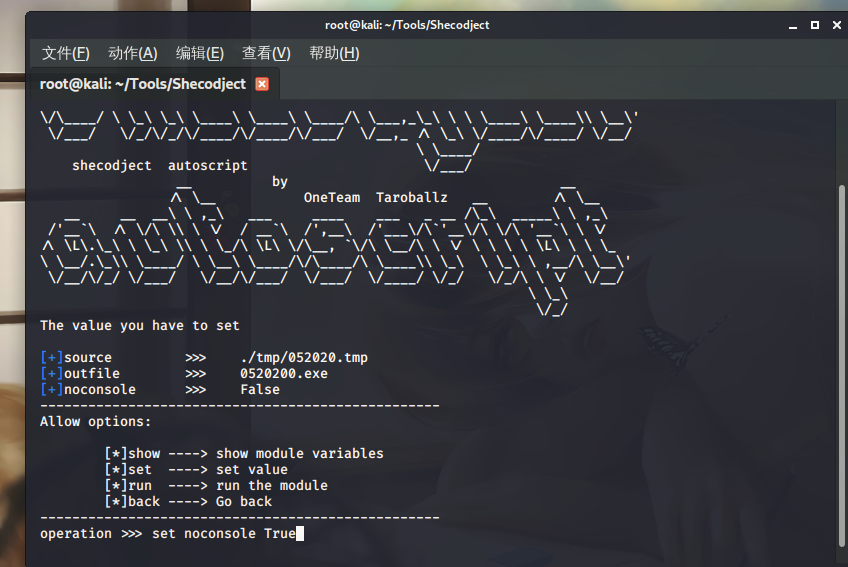 root@kali: ~/Tools/Shecodject
文件(F) 动作(A) 编辑(E) 查看(V) 帮助(H)
root@kali: ~/Tools/Shecodject
shecodject autoscript
by
OneTeam Taroballz
The value you have to set
[+]source >>> ./tmp/052020.tmp
[+]outfile >>> 0520200.exe
[+]noconsole >>> False
--------------------------------------------------
Allow options:
[*]show ----> show module variables
[*]set ----> set value
[*]run ----> run the module
[*]back ----> Go back
--------------------------------------------------
operation >>> set noconsole True